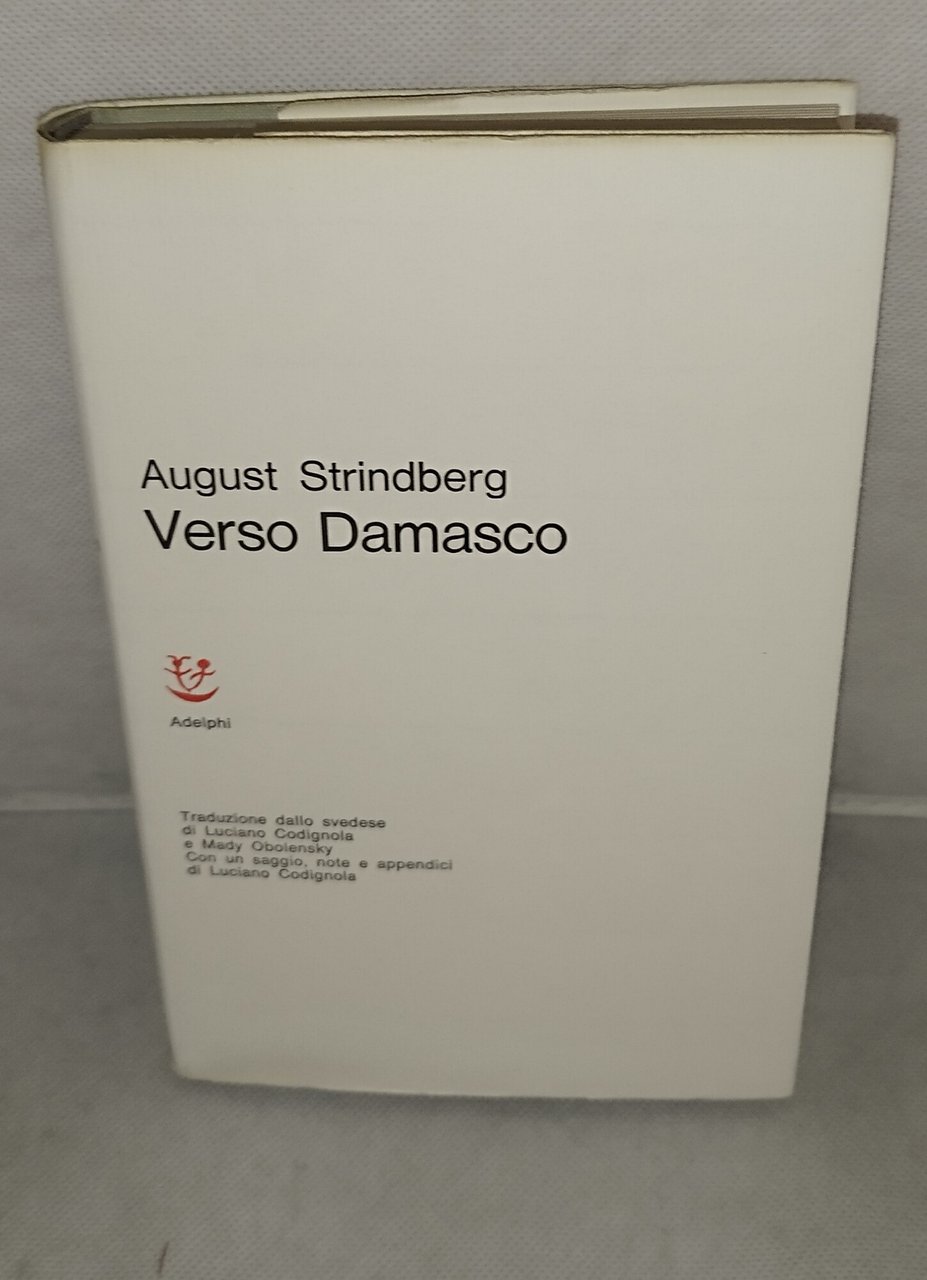 August Strindberg
Verso Damasco
Adelphi
Traduzione dallo svedese
di Luciano Codignola
e Mady Obolensky
Con un saggio, note e appendici
di Luciano Codignola